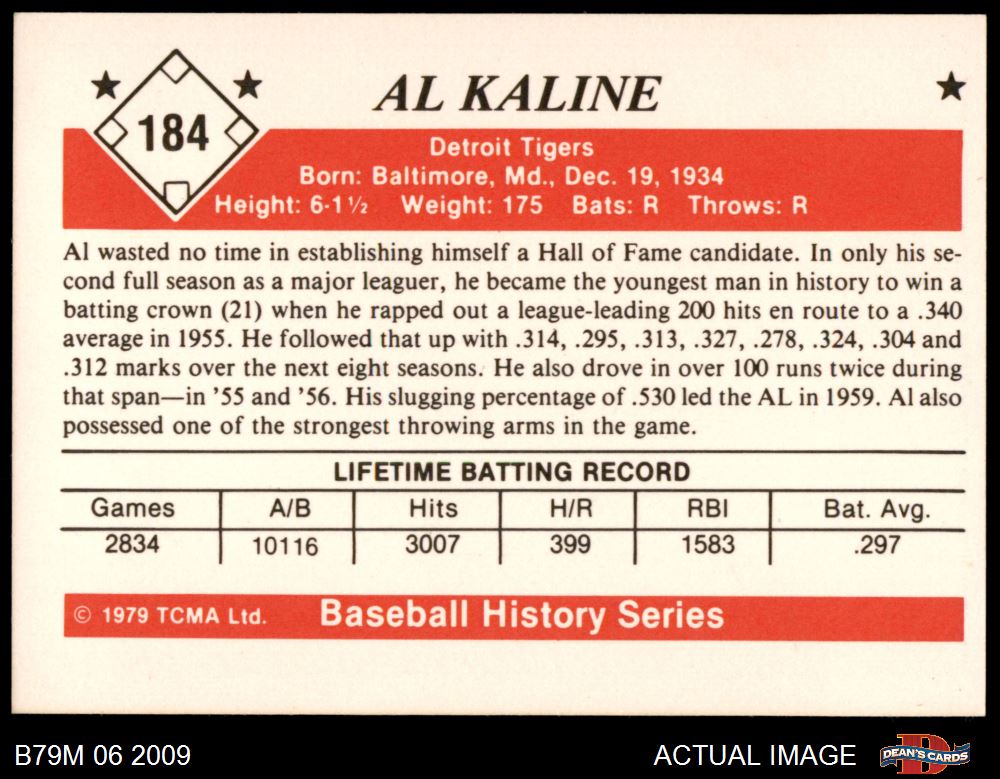 184
AL KALINE
Detroit Tigers
Born: Baltimore, Md., Dec. 19, 1934
Height: 6-1 ½ Weight: 175 Bats: R Throws: R
Al wasted no time in establishing himself a Hall of Fame candidate. In only his se-
cond full season as a major leaguer, he became the youngest man in history to win a
batting crown (21) when he rapped out a league-leading 200 hits en route to a .340
average in 1955. He followed that up with .314, .295, .313, .327, .278, .324, .304 and
.312 marks over the next eight seasons. He also drove in over 100 runs twice during
that span—in '55 and '56. His slugging percentage of .530 led the AL in 1959. Al also
possessed one of the strongest throwing arms in the game.
LIFETIME BATTING RECORD
Games A/B Hits H/R RBI Bat. Avg.
2834 10116 3007 399 1583 .297
© 1979 TCMA Ltd. Baseball History Series
B79M 06 2009 ACTUAL IMAGE DEAN'S CARDS